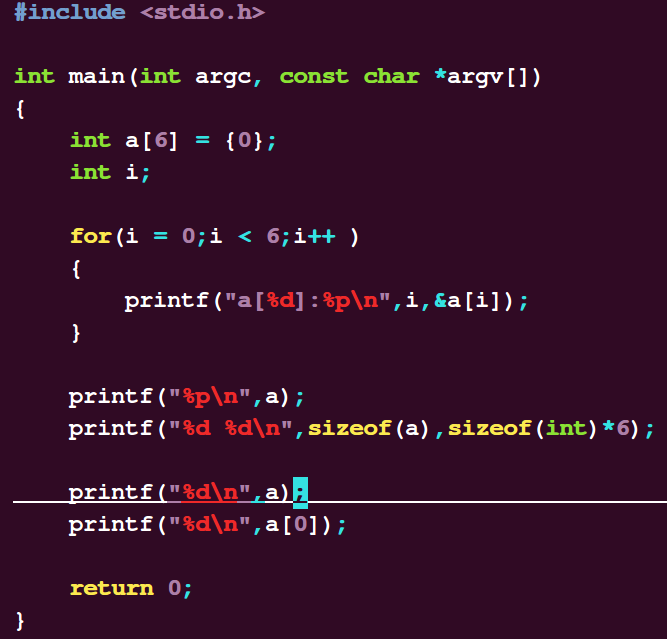 #include <stdio.h>
int main(int argc, const char *argv[])
{
    int a[6] = {0};
    int i;
    for(i = 0;i < 6;i++ )
    {
        printf("a[%d]:%p\n",i,&a[i]);
    }
    printf("%p\n",a);
    printf("%d %d\n",sizeof(a),sizeof(int)*6);
    printf("%d\n",a);
    printf("%d\n",a[0]);
    return 0;
}